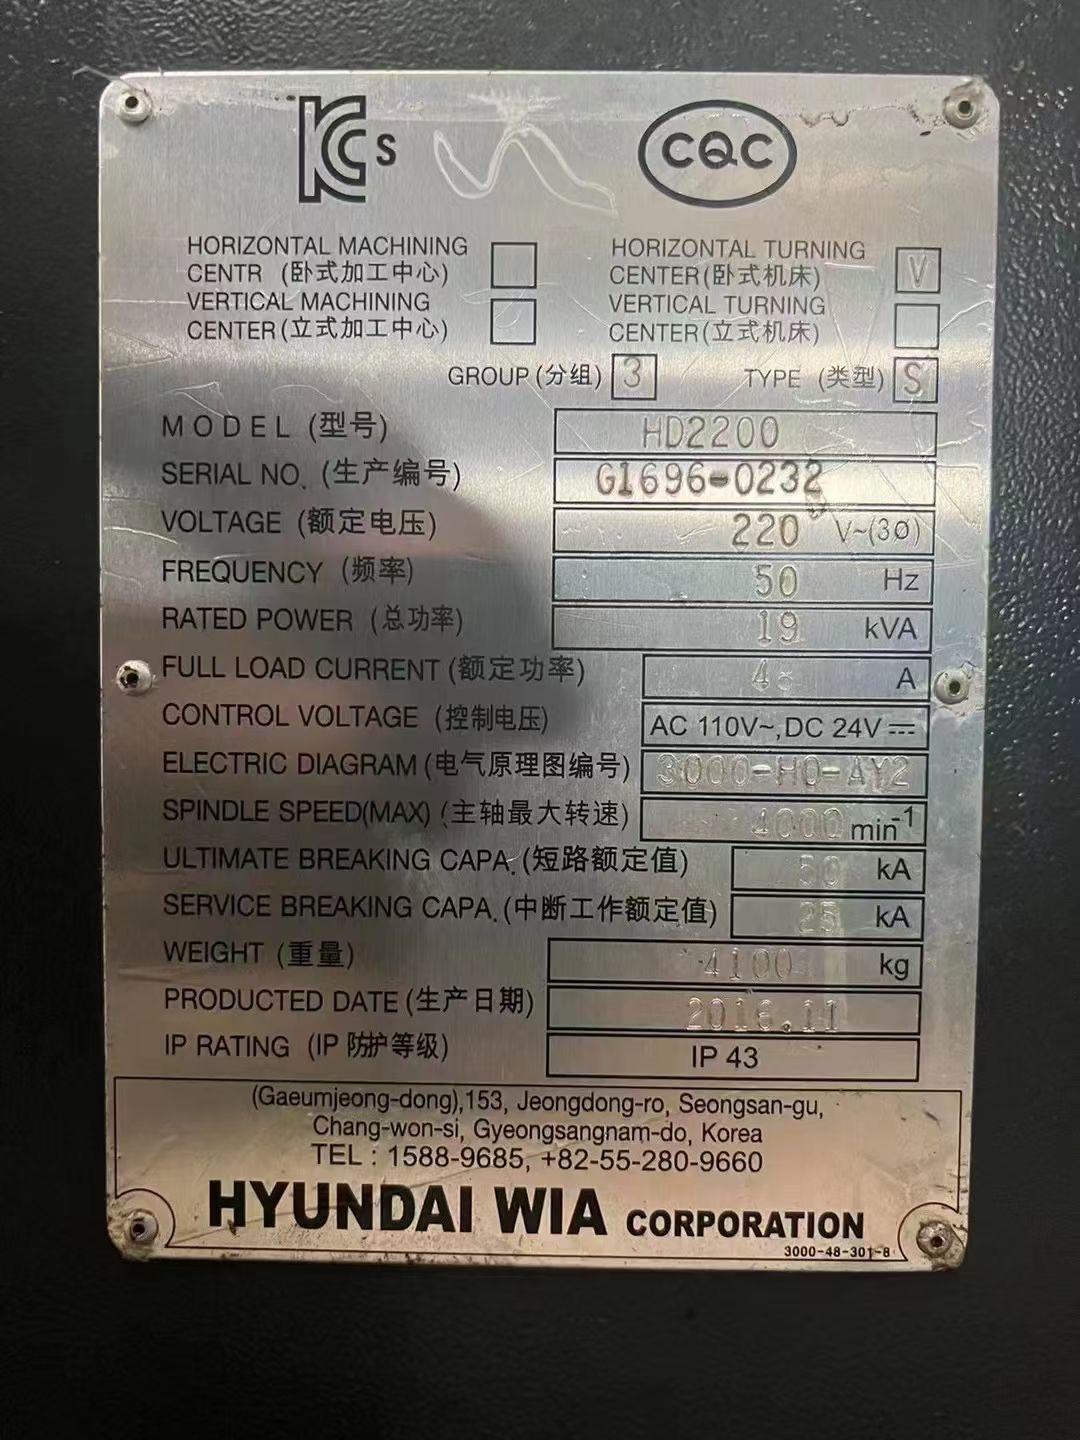 KCs
CQC
HORIZONTAL MACHINING
CENTR (卧式加工中心)
VERTICAL MACHINING
CENTER (立式加工中心)
HORIZONTAL TURNING
CENTER (卧式机床) V
VERTICAL TURNING
CENTER (立式机床)
GROUP (分组) 3 TYPE (类型) S
MODEL (型号) HD2200
SERIAL NO. (生产编号) G1696-0232
VOLTAGE (额定电压) 220 V~(3Ø)
FREQUENCY (频率) 50 Hz
RATED POWER (总功率) 19 kVA
FULL LOAD CURRENT (额定功率) A
CONTROL VOLTAGE (控制电压) AC 110V~, DC 24V⎓
ELECTRIC DIAGRAM (电气原理图编号) 3000-H0-AY2
SPINDLE SPEED(MAX) (主轴最大转速) 4000 min-1
ULTIMATE BREAKING CAPA. (短路额定值) 50 kA
SERVICE BREAKING CAPA. (中断工作额定值) 25 kA
WEIGHT (重量) 4100 kg
PRODUCTED DATE (生产日期) 2016.11
IP RATING (IP 防护等级) IP 43
(Gaeumjeong-dong),153, Jeongdong-ro, Seongsan-gu,
Chang-won-si, Gyeongsangnam-do, Korea
TEL : 1588-9685, +82-55-280-9660
HYUNDAI WIA CORPORATION
3000-48-301-8